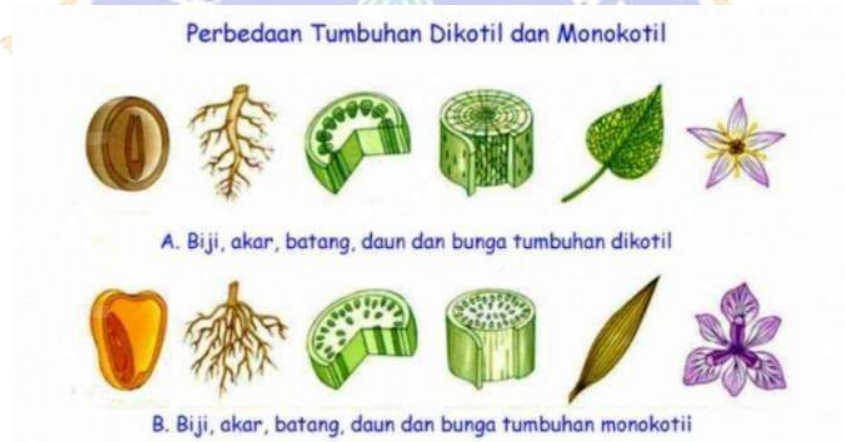 Perbedaan Tumbuhan Dikotil dan Monokotil
A. Biji, akar, batang, daun dan bunga tumbuhan dikotil
B. Biji, akar, batang, daun dan bunga tumbuhan monokotii